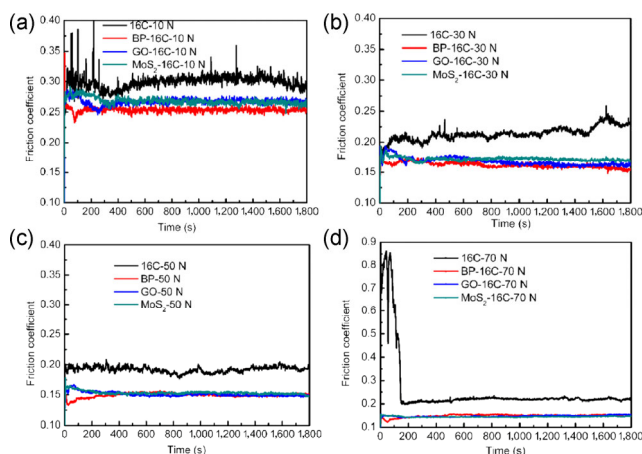 (a)
16C-10 N
BP-16C-10 N
GO-16C-10 N
MoS₂-16C-10 N
Friction coefficient
0.40
0.35
0.30
0.25
0.20
0.15
0.10
0 200 400 600 800 1,000 1,200 1,400 1,600 1,800
Time (s)
(b)
16C-30 N
BP-16C-30 N
GO-16C-30 N
MoS₂-16C-30 N
Friction coefficient
0.40
0.35
0.30
0.25
0.20
0.15
0.10
0 200 400 600 800 1,000 1,200 1,400 1,600 1,800
Time (s)
(c)
16C-50 N
BP-50 N
GO-50 N
MoS₂-50 N
Friction coefficient
0.40
0.35
0.30
0.25
0.20
0.15
0.10
0 200 400 600 800 1,000 1,200 1,400 1,600 1,800
Time (s)
(d)
16C-70 N
BP-16C-70 N
GO-16C-70 N
MoS₂-16C-70 N
Friction coefficient
0.9
0.8
0.7
0.6
0.5
0.4
0.3
0.2
0.1
0 200 400 600 800 1,000 1,200 1,400 1,600 1,800
Time (s)